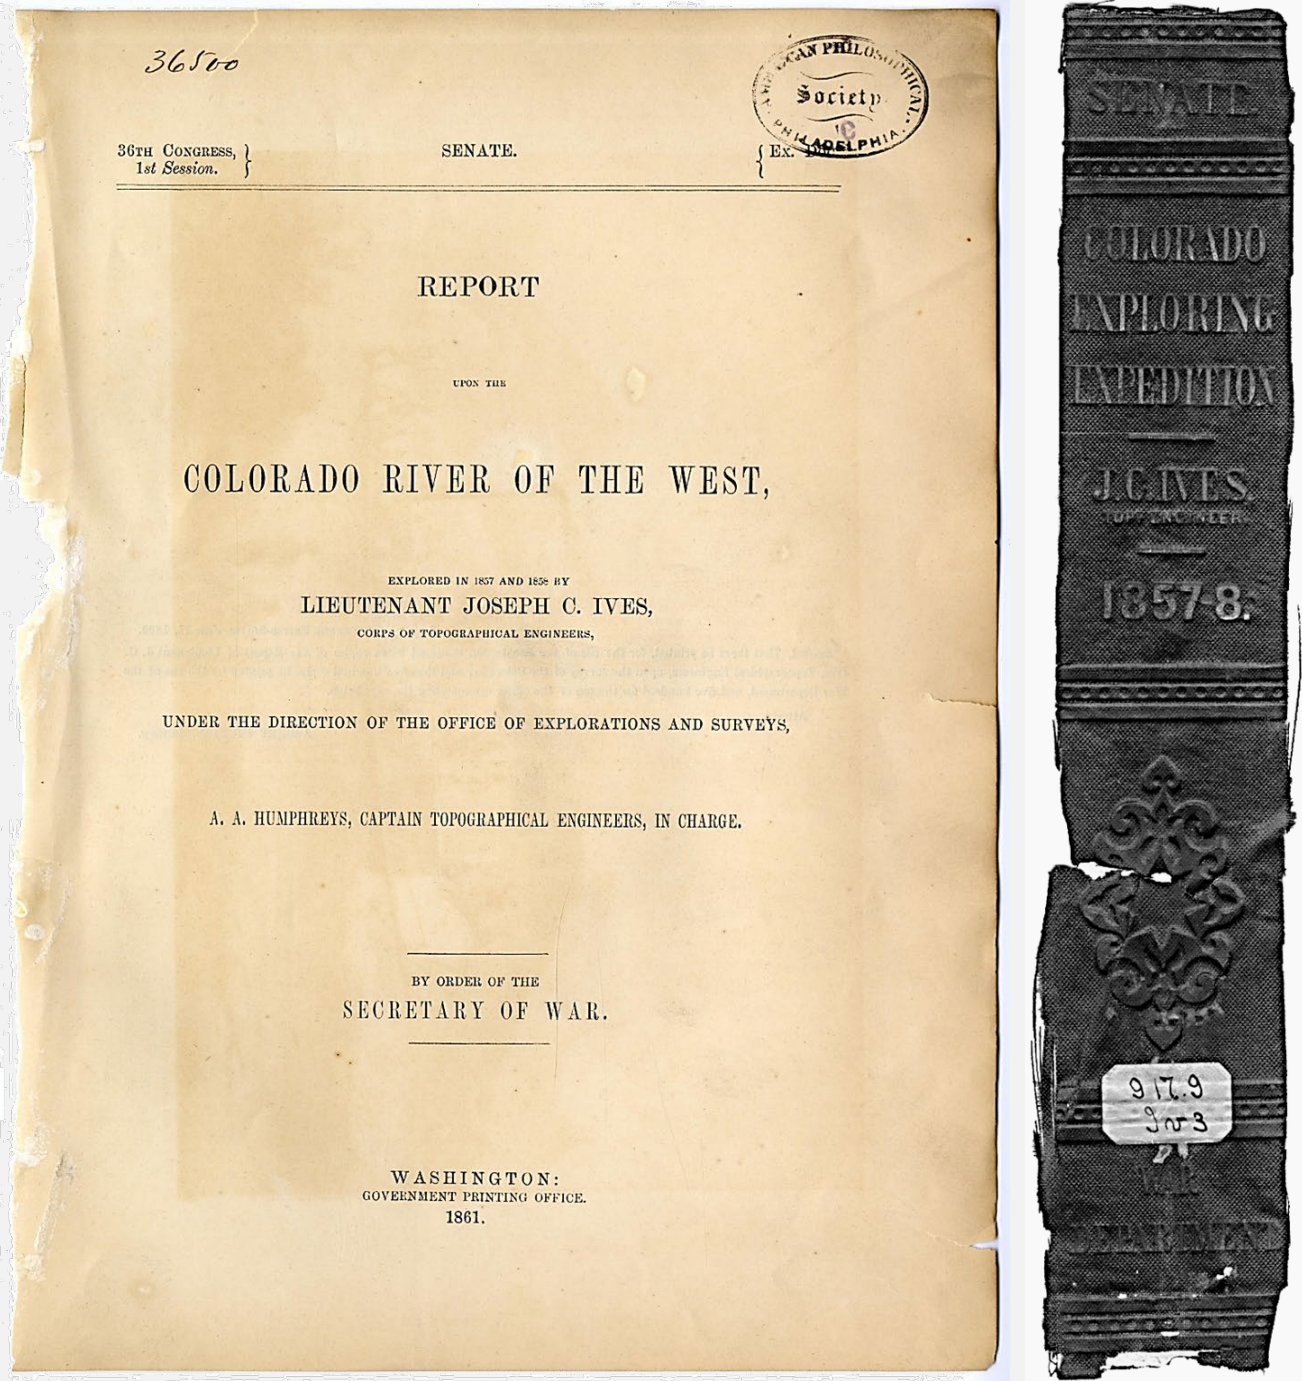 36500
AMERICAN PHILOSOPHICAL
Society
PHILADELPHIA.
36TH CONGRESS,
1st Session.
SENATE.
Ex.
REPORT
UPON THE
COLORADO RIVER OF THE WEST,
EXPLORED IN 1857 AND 1858 BY
LIEUTENANT JOSEPH C. IVES,
CORPS OF TOPOGRAPHICAL ENGINEERS,
UNDER THE DIRECTION OF THE OFFICE OF EXPLORATIONS AND SURVEYS,
A. A. HUMPHREYS, CAPTAIN TOPOGRAPHICAL ENGINEERS, IN CHARGE.
BY ORDER OF THE
SECRETARY OF WAR.
WASHINGTON:
GOVERNMENT PRINTING OFFICE.
1861.
SENATE.
COLORADO
EXPLORING
EXPEDITION
J.C. IVES.
TOPL ENGINEER.
1857-8.
917.9
Iv3
WAR
DEPARTMENT